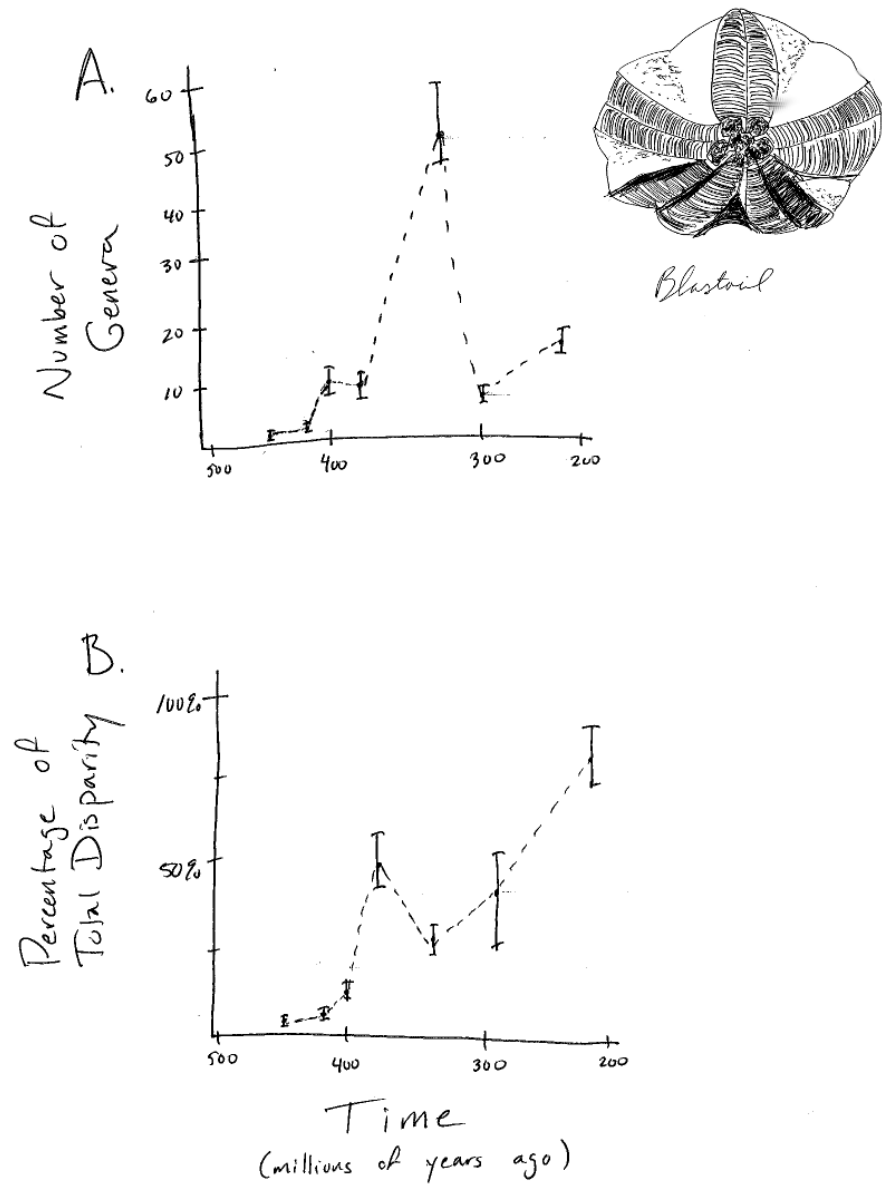 A.
Number of
Genera
60
50
40
30
20
10
500
400
300
200
Blastoid
B.
Percentage of
Total Disparity
100%
50%
500
400
300
200
Time
(millions of years ago)